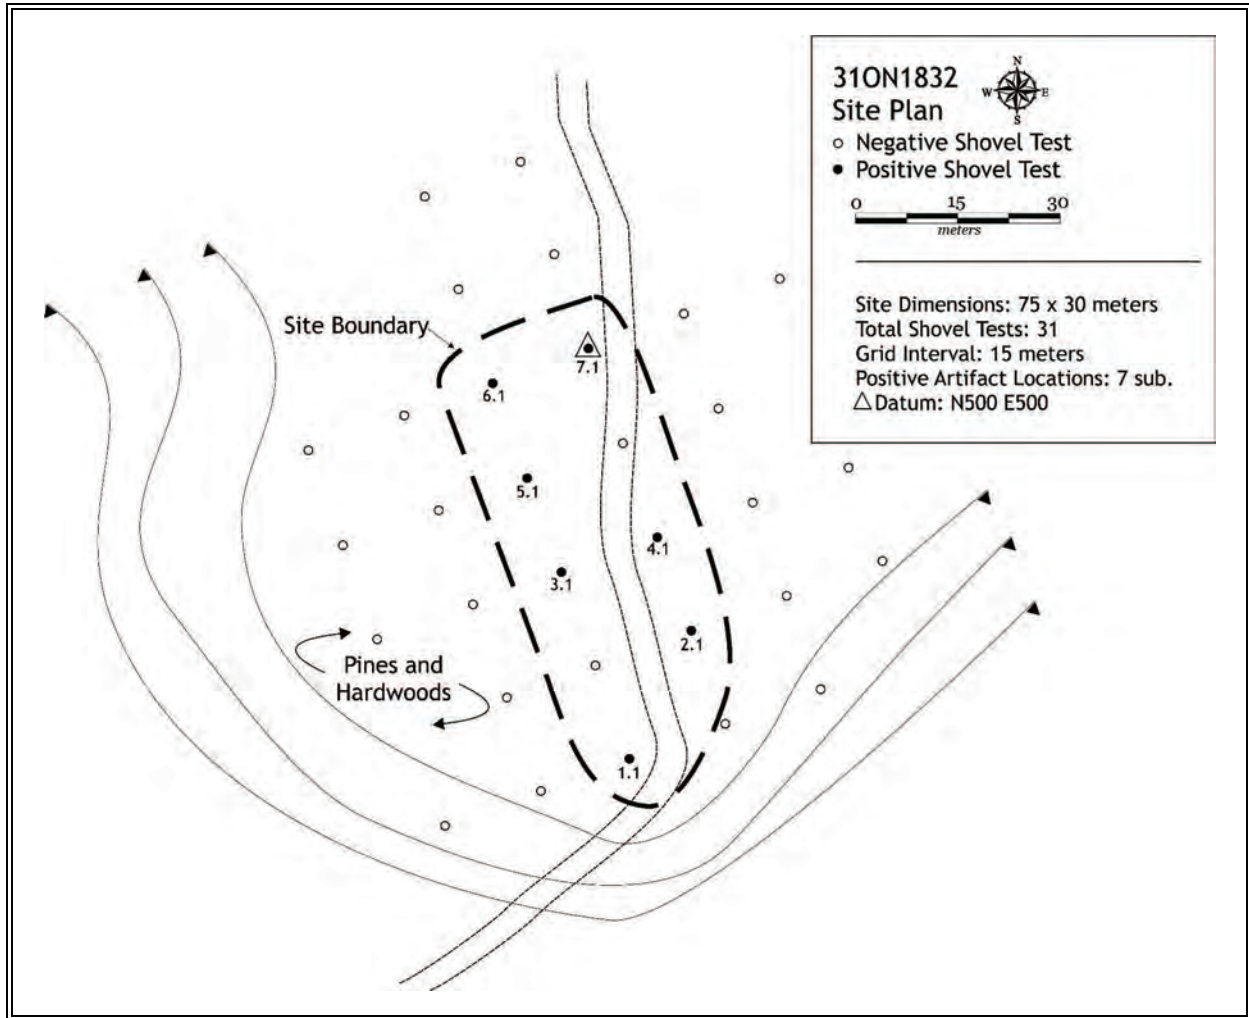 31ON1832
N
W E
S
Site Plan
Negative Shovel Test
Positive Shovel Test
0 15 30
meters
Site Dimensions: 75 x 30 meters
Total Shovel Tests: 31
Grid Interval: 15 meters
Positive Artifact Locations: 7 sub.
Datum: N500 E500
Site Boundary
7.1
6.1
5.1
4.1
3.1
2.1
Pines and
Hardwoods
1.1